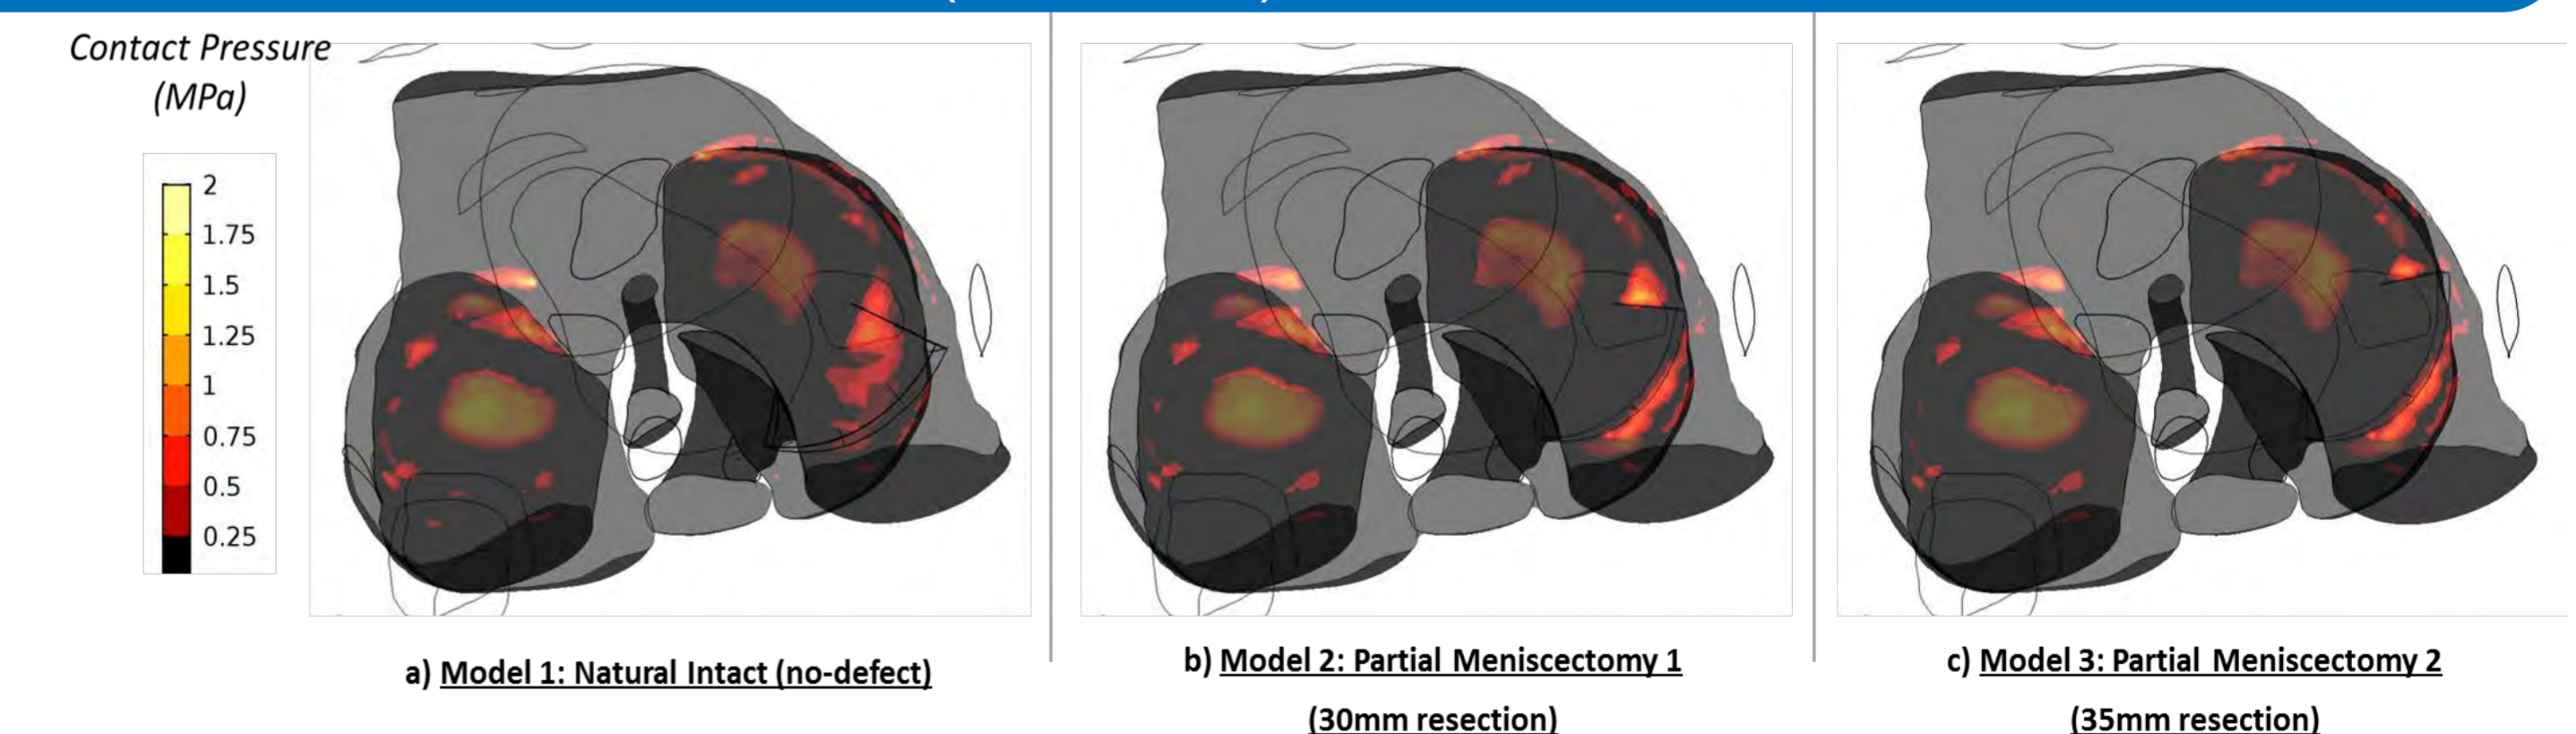 Contact Pressure
(MPa)
2
1.75
1.5
1.25
1
0.75
0.5
0.25
a) Model 1: Natural Intact (no-defect)
b) Model 2: Partial Meniscectomy 1
(30mm resection)
c) Model 3: Partial Meniscectomy 2
(35mm resection)